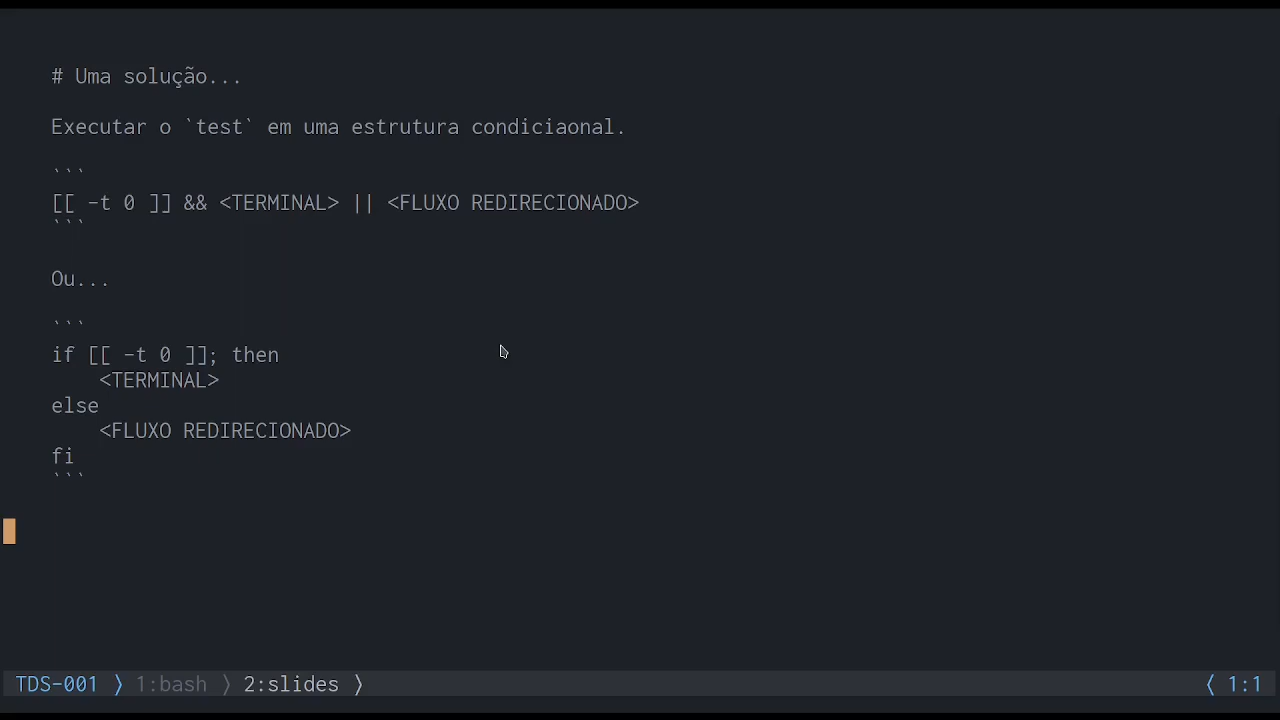 # Uma solução...
Executar o `test` em uma estrutura condiciaonal.
```
[[ -t 0 ]] && <TERMINAL> || <FLUXO REDIRECIONADO>
```
Ou...
```
if [[ -t 0 ]]; then
    <TERMINAL>
else
    <FLUXO REDIRECIONADO>
fi
```
TDS-001 ⟩ 1:bash ⟩ 2:slides ⟩ ⟨ 1:1